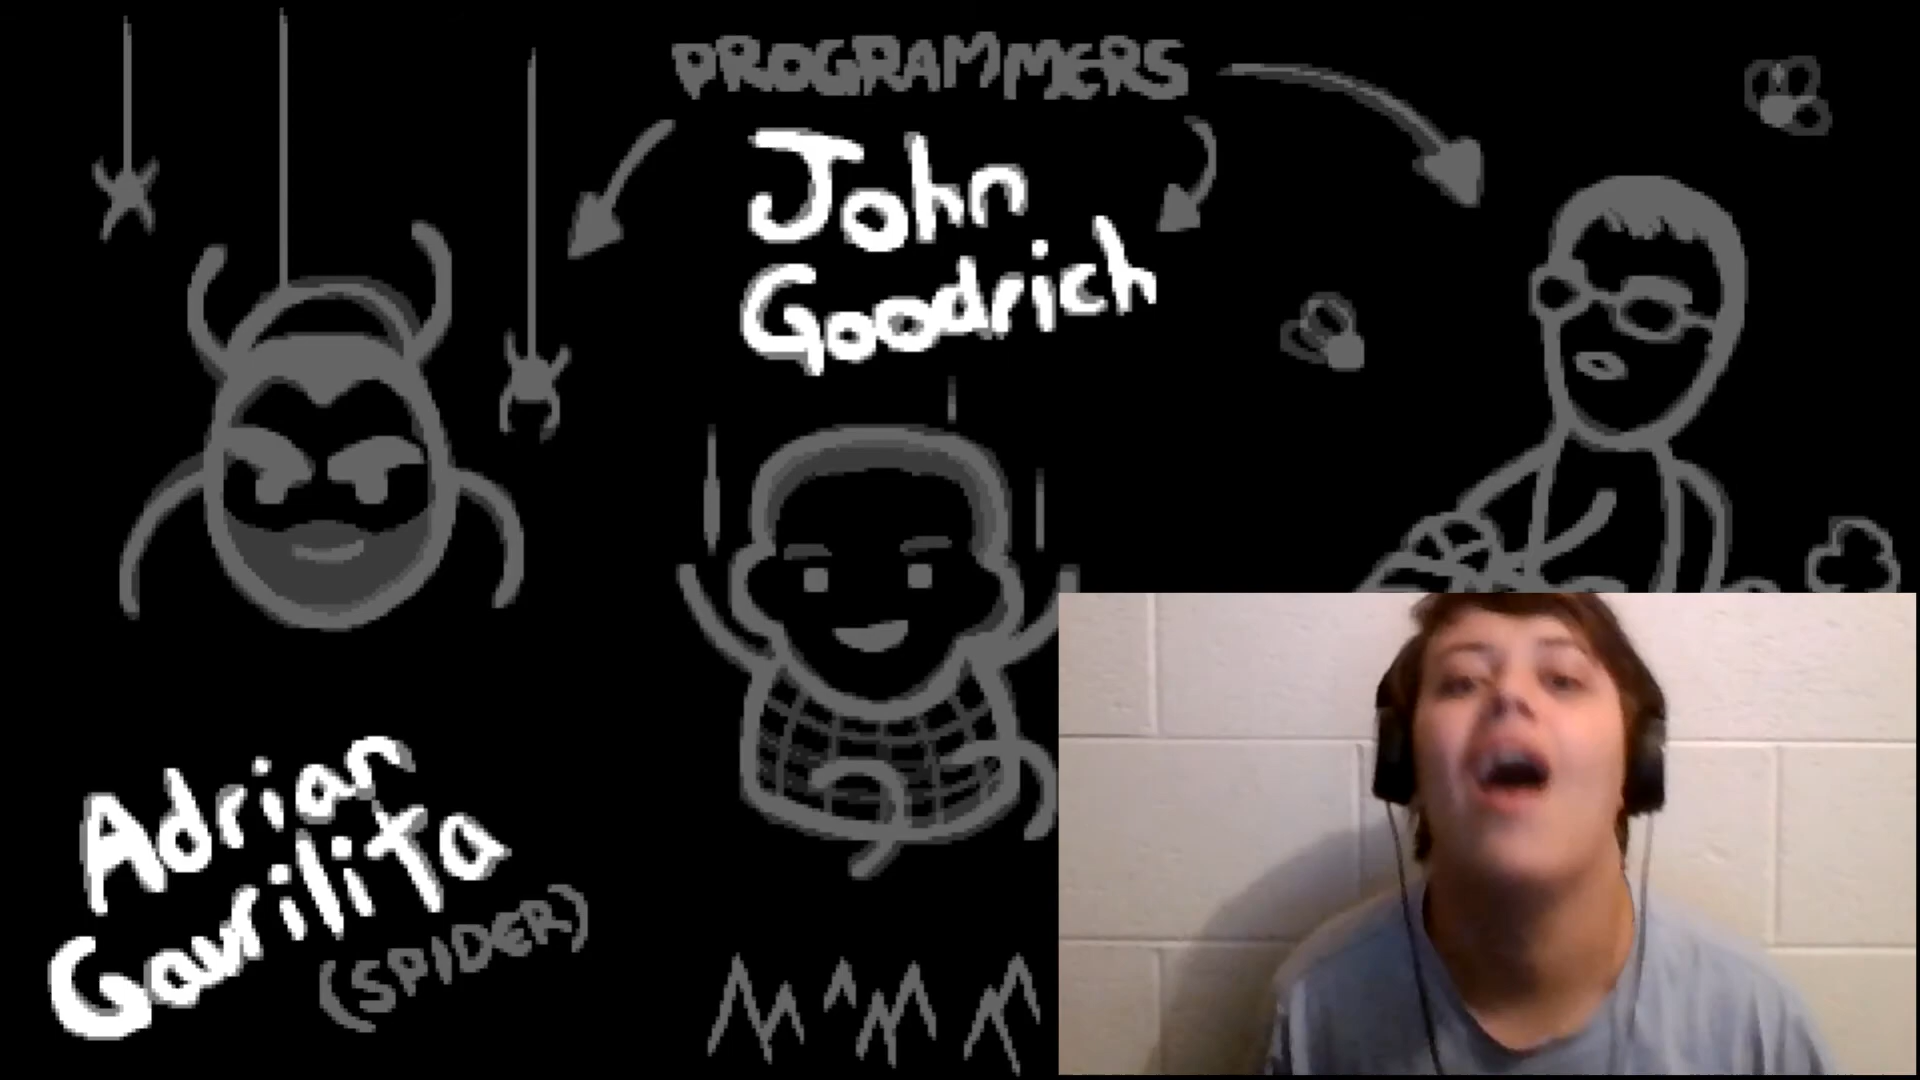 PROGRAMMERS
John
Goodrich
Adrian
Gavrilita
(SPIDER)